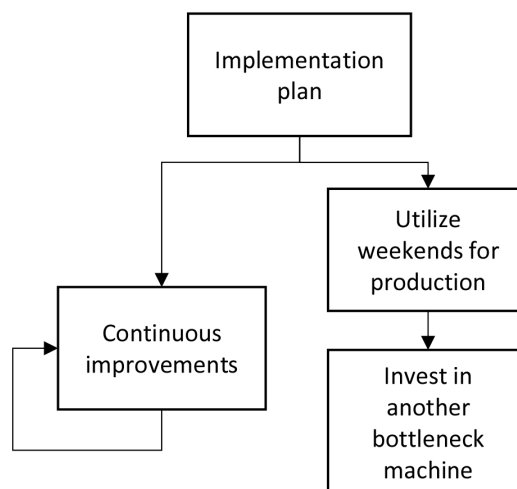 Implementation
plan
Utilize
weekends for
production
Continuous
improvements
Invest in
another
bottleneck
machine